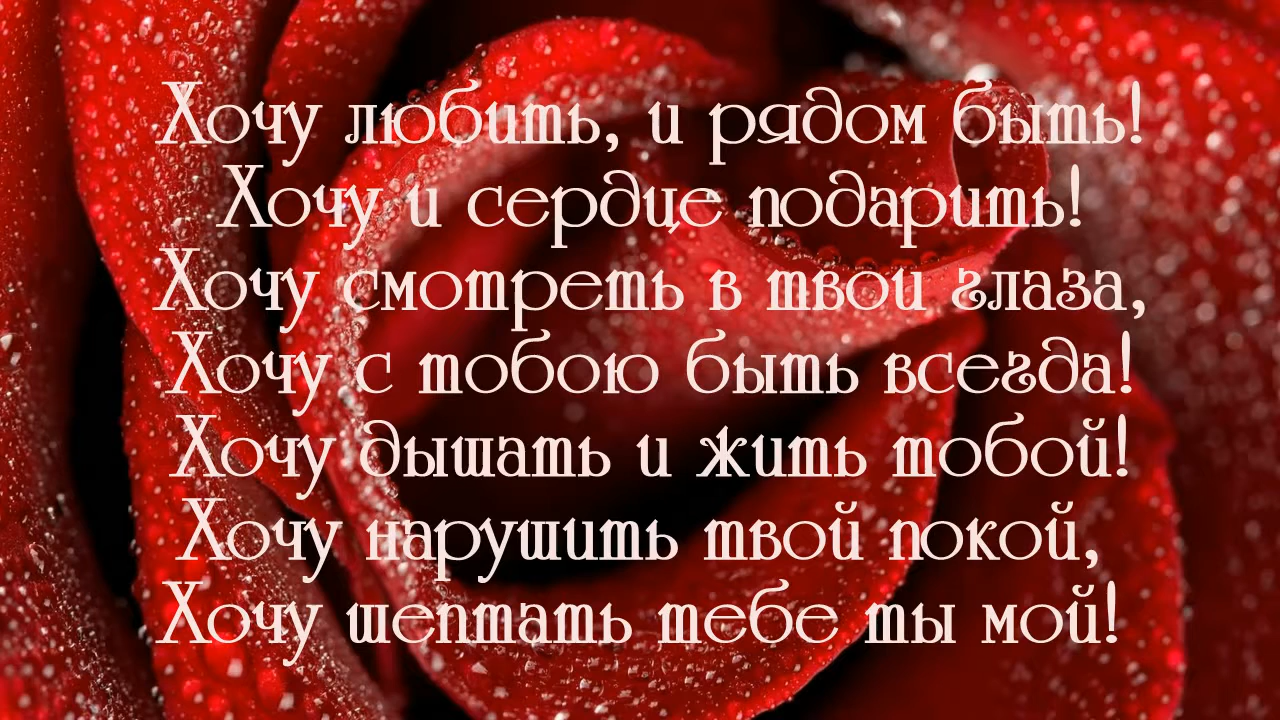 Хочу любить, и рядом быть!
Хочу и сердце подарить!
Хочу смотреть в твои глаза,
Хочу с тобою быть всегда!
Хочу дышать и жить тобой!
Хочу нарушить твой покой,
Хочу шептать тебе ты мой!